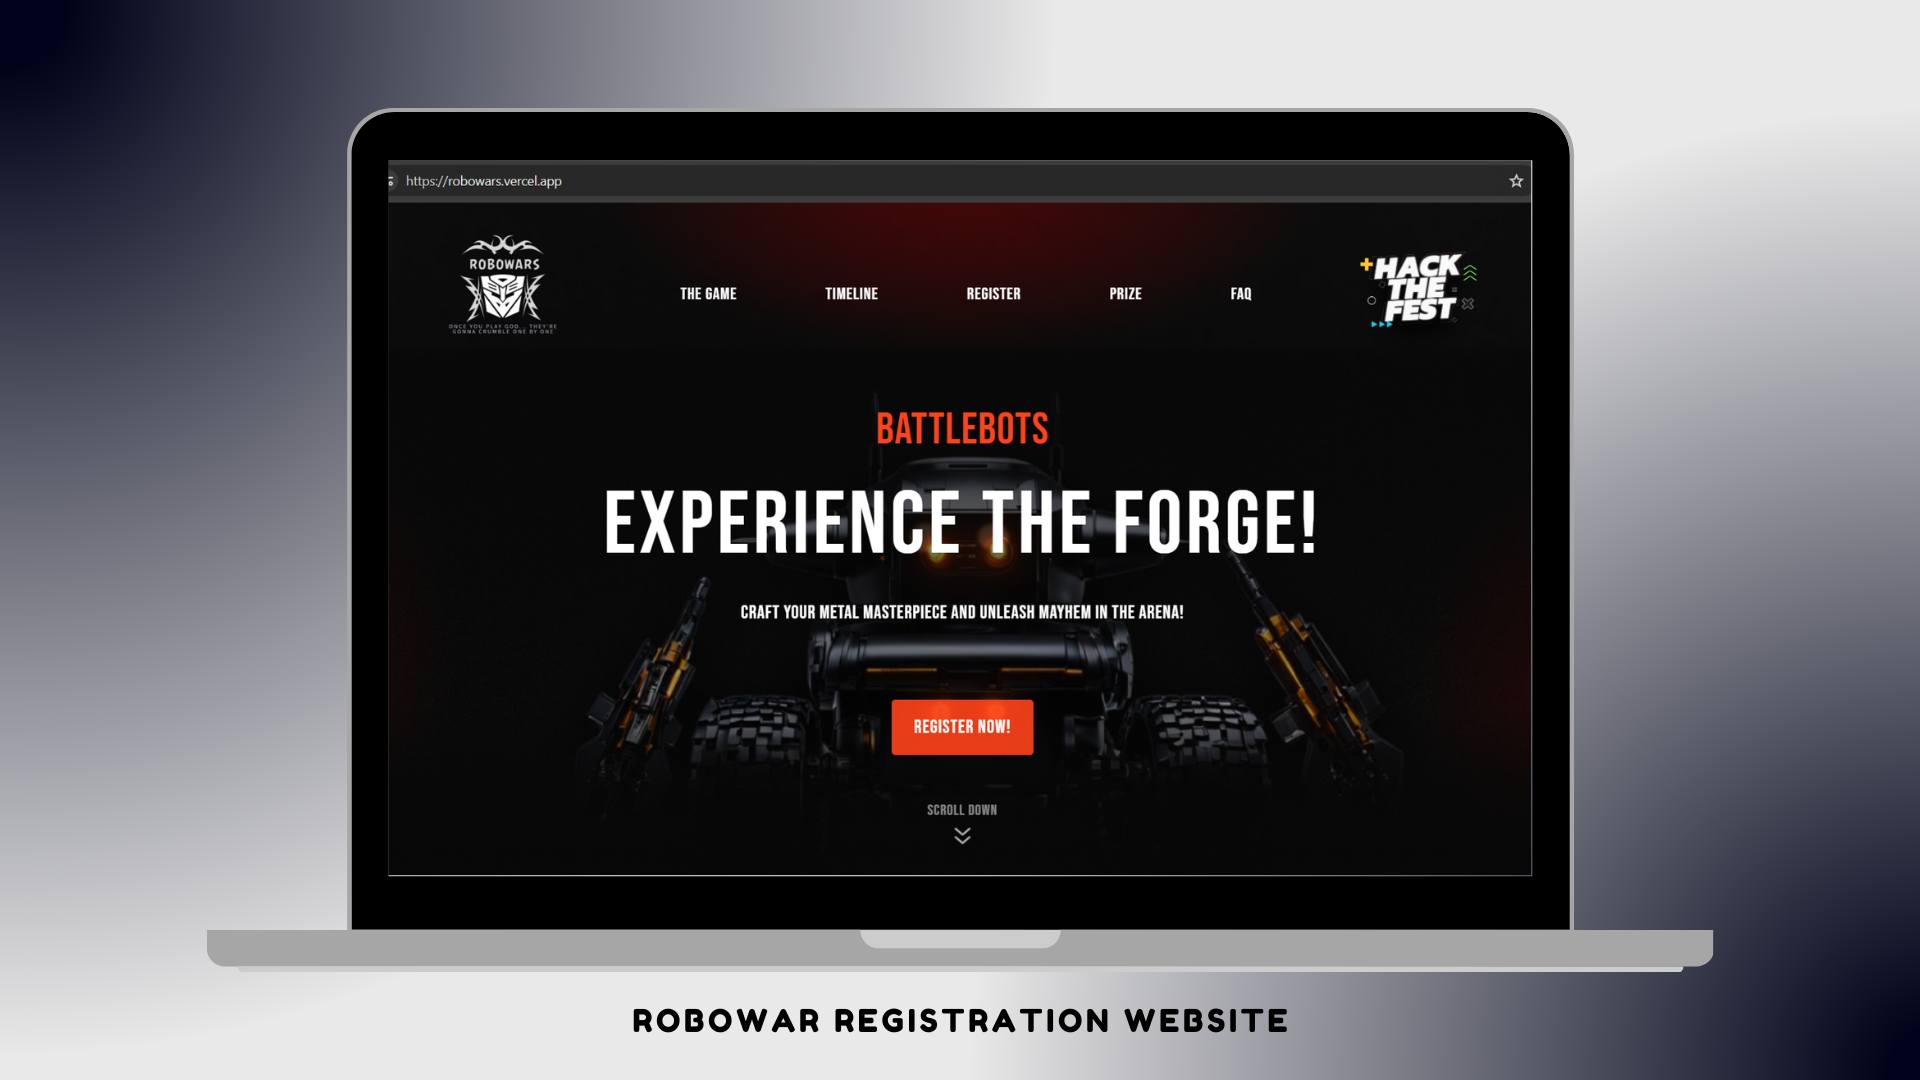 https://robowars.vercel.app
ROBOWARS
ONCE YOU PLAY GOD... THEY'RE
GONNA CRUMBLE ONE BY ONE
THE GAME
TIMELINE
REGISTER
PRIZE
FAQ
HACK
THE
FEST
BATTLEBOTS
EXPERIENCE THE FORGE!
CRAFT YOUR METAL MASTERPIECE AND UNLEASH MAYHEM IN THE ARENA!
REGISTER NOW!
SCROLL DOWN
ROBOWAR REGISTRATION WEBSITE